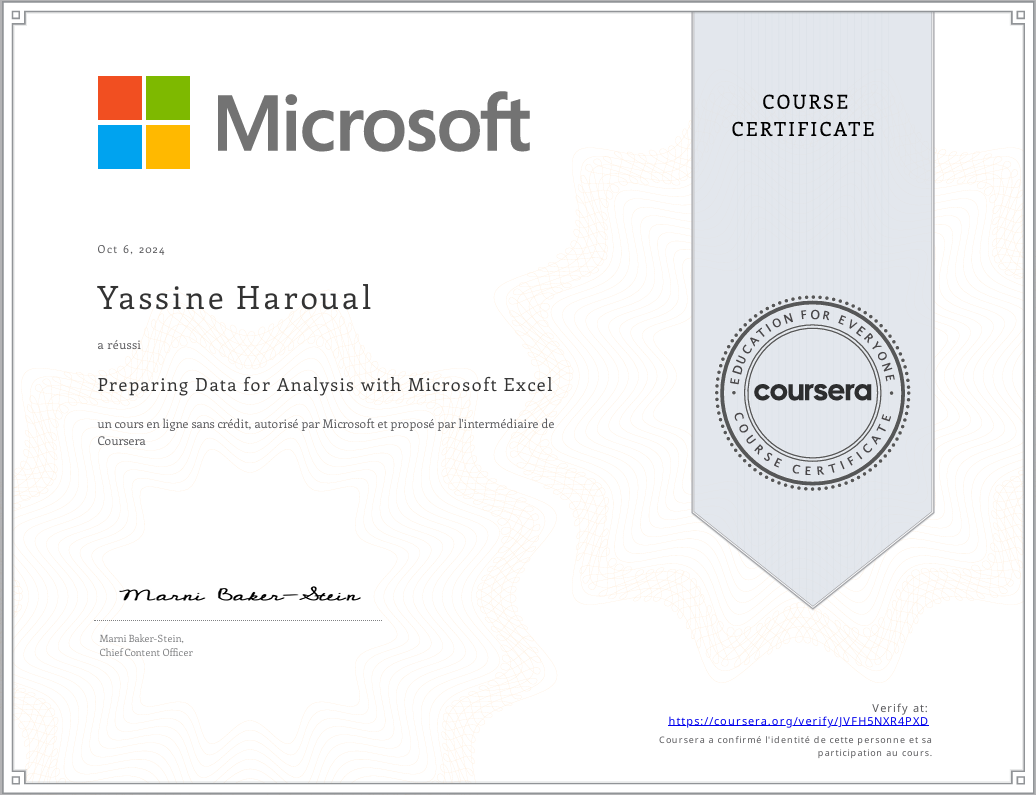 Microsoft
COURSE
CERTIFICATE
Oct 6, 2024
Yassine Haroual
a réussi
Preparing Data for Analysis with Microsoft Excel
un cours en ligne sans crédit, autorisé par Microsoft et proposé par l'intermédiaire de
Coursera
EDUCATION FOR EVERYONE
coursera
COURSE CERTIFICATE
Marni Baker-Stein
Marni Baker-Stein,
Chief Content Officer
Verify at:
https://coursera.org/verify/JVFH5NXR4PXD
Coursera a confirmé l'identité de cette personne et sa
participation au cours.